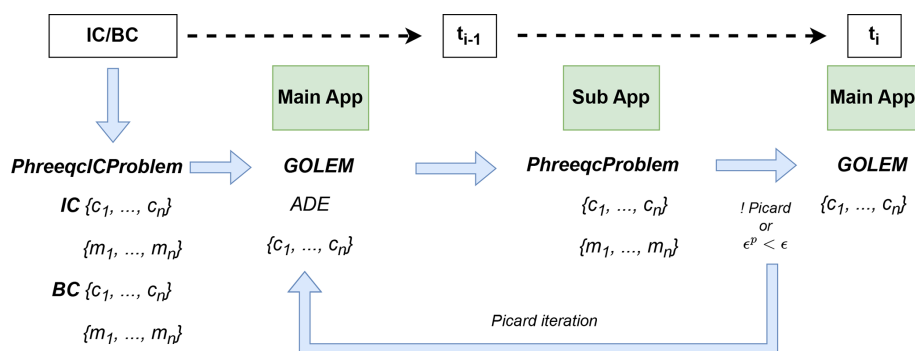 IC/BC
t_{i-1}
t_i
Main App
Sub App
Main App
PhreeqcICProblem
GOLEM
PhreeqcProblem
GOLEM
IC {c_1, ..., c_n}
ADE
{c_1, ..., c_n}
! Picard
or
ϵ^p < ϵ
{c_1, ..., c_n}
{m_1, ..., m_n}
{c_1, ..., c_n}
{m_1, ..., m_n}
BC {c_1, ..., c_n}
{m_1, ..., m_n}
Picard iteration